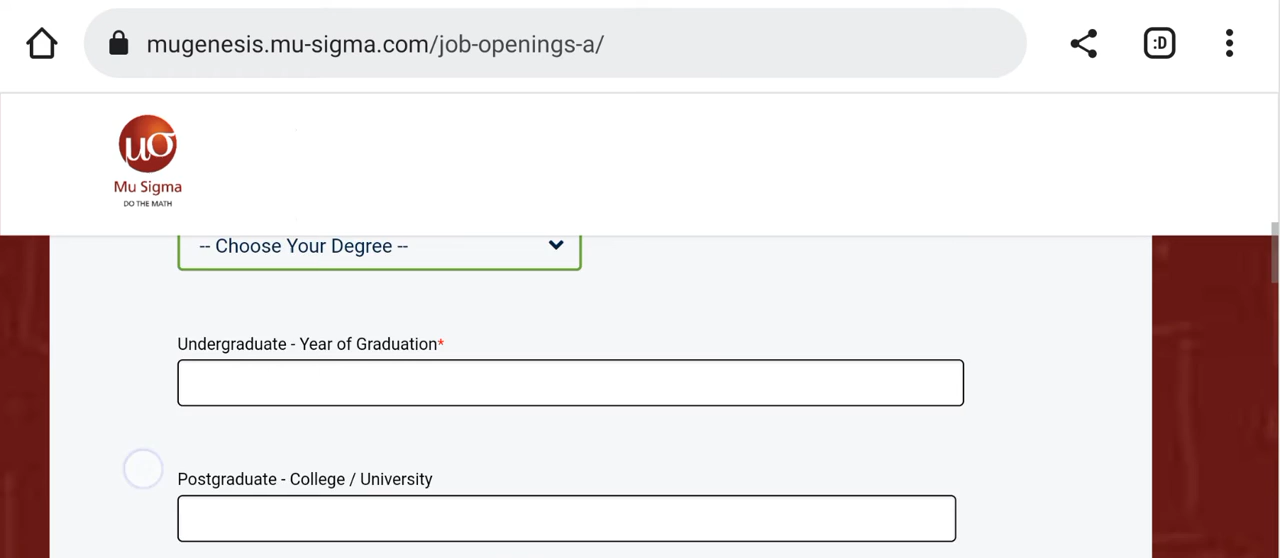 mugenesis.mu-sigma.com/job-openings-a/
:D
μσ
Mu Sigma
DO THE MATH
-- Choose Your Degree --
Undergraduate - Year of Graduation*
Postgraduate - College / University